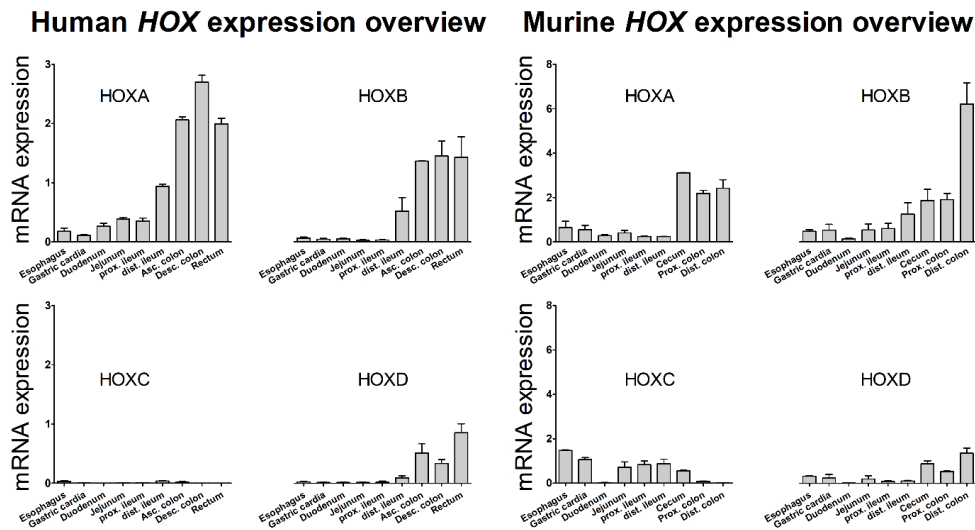 Human HOX expression overview
Murine HOX expression overview
mRNA expression
3
2
1
0
HOXA
Esophagus
Gastric cardia
Duodenum
Jejunum
prox. ileum
dist. ileum
Asc. colon
Desc. colon
Rectum
HOXB
Esophagus
Gastric cardia
Duodenum
Jejunum
prox. ileum
dist. ileum
Asc. colon
Desc. colon
Rectum
mRNA expression
8
6
4
2
0
HOXA
Esophagus
Gastric cardia
Duodenum
Jejunum
prox. ileum
dist. ileum
Cecum
Prox. colon
Dist. colon
HOXB
Esophagus
Gastric cardia
Duodenum
Jejunum
prox. ileum
dist. ileum
Cecum
Prox. colon
Dist. colon
mRNA expression
3
2
1
0
HOXC
Esophagus
Gastric cardia
Duodenum
Jejunum
prox. ileum
dist. ileum
Asc. colon
Desc. colon
Rectum
HOXD
Esophagus
Gastric cardia
Duodenum
Jejunum
prox. ileum
dist. ileum
Asc. colon
Desc. colon
Rectum
mRNA expression
8
6
4
2
0
HOXC
Esophagus
Gastric cardia
Duodenum
Jejunum
prox. ileum
dist. ileum
Cecum
Prox. colon
Dist. colon
HOXD
Esophagus
Gastric cardia
Duodenum
Jejunum
prox. ileum
dist. ileum
Cecum
Prox. colon
Dist. colon